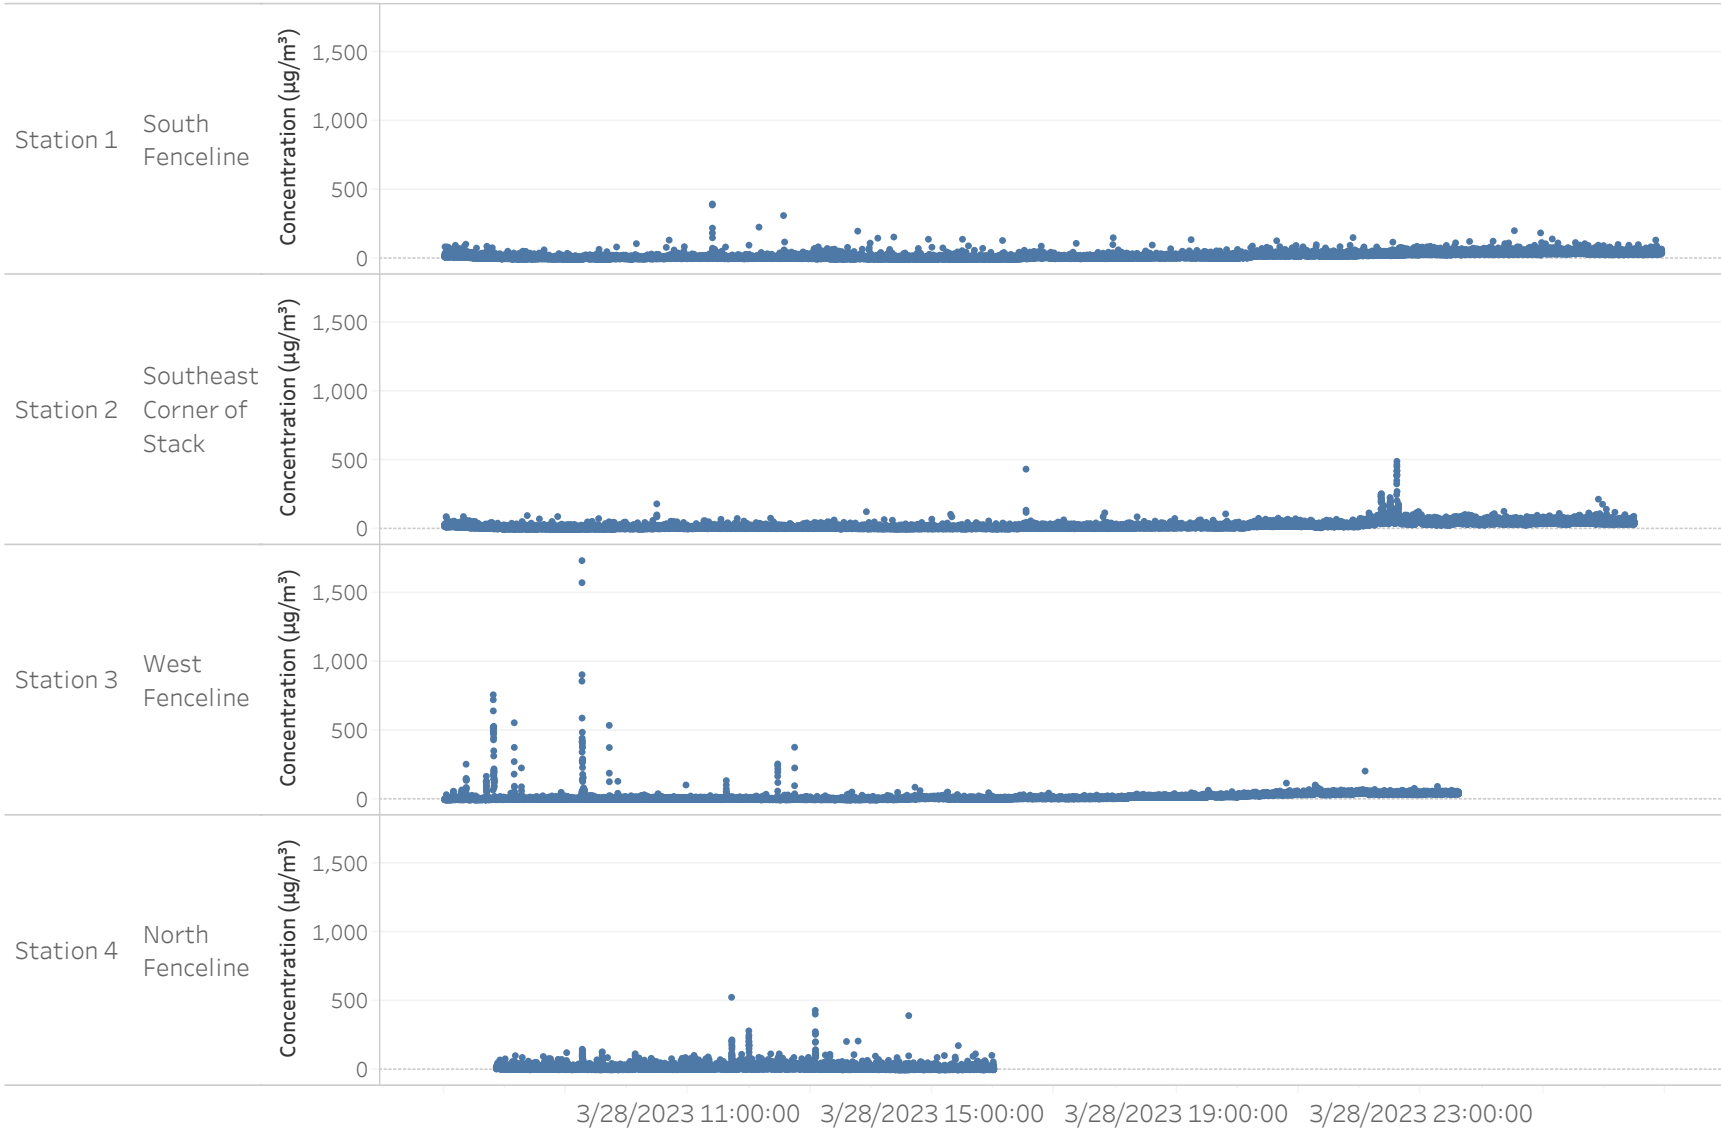 Station 1
South
Fenceline
Concentration (µg/m³)
1,500
1,000
500
0
Station 2
Southeast
Corner of
Stack
Concentration (µg/m³)
1,500
1,000
500
0
Station 3
West
Fenceline
Concentration (µg/m³)
1,500
1,000
500
0
Station 4
North
Fenceline
Concentration (µg/m³)
1,500
1,000
500
0
3/28/2023 11:00:00 3/28/2023 15:00:00 3/28/2023 19:00:00 3/28/2023 23:00:00